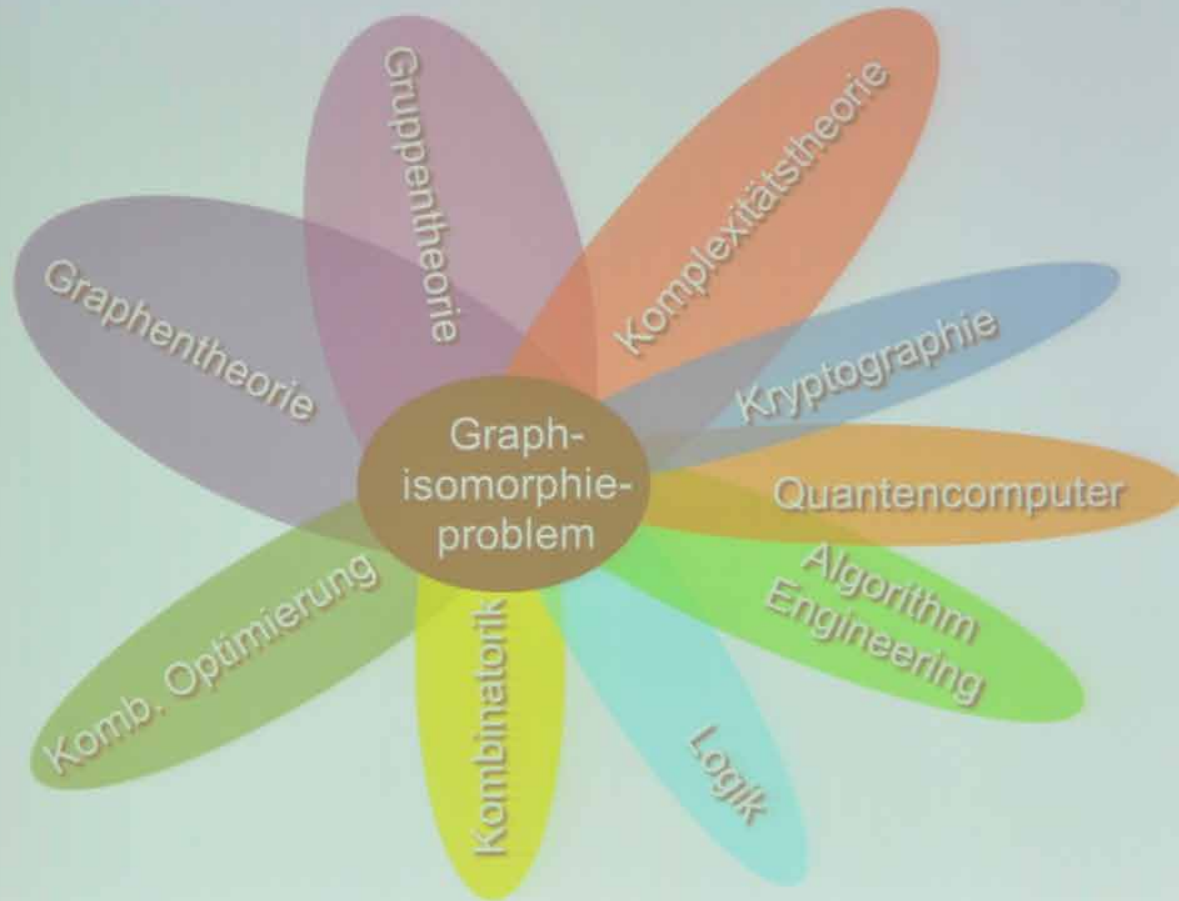 Gruppentheorie
Komplexitätstheorie
Graphentheorie
Kryptographie
Graph-
isomorphie-
problem
Quantencomputer
Algorithm
Engineering
Komb. Optimierung
Kombinatorik
Logik